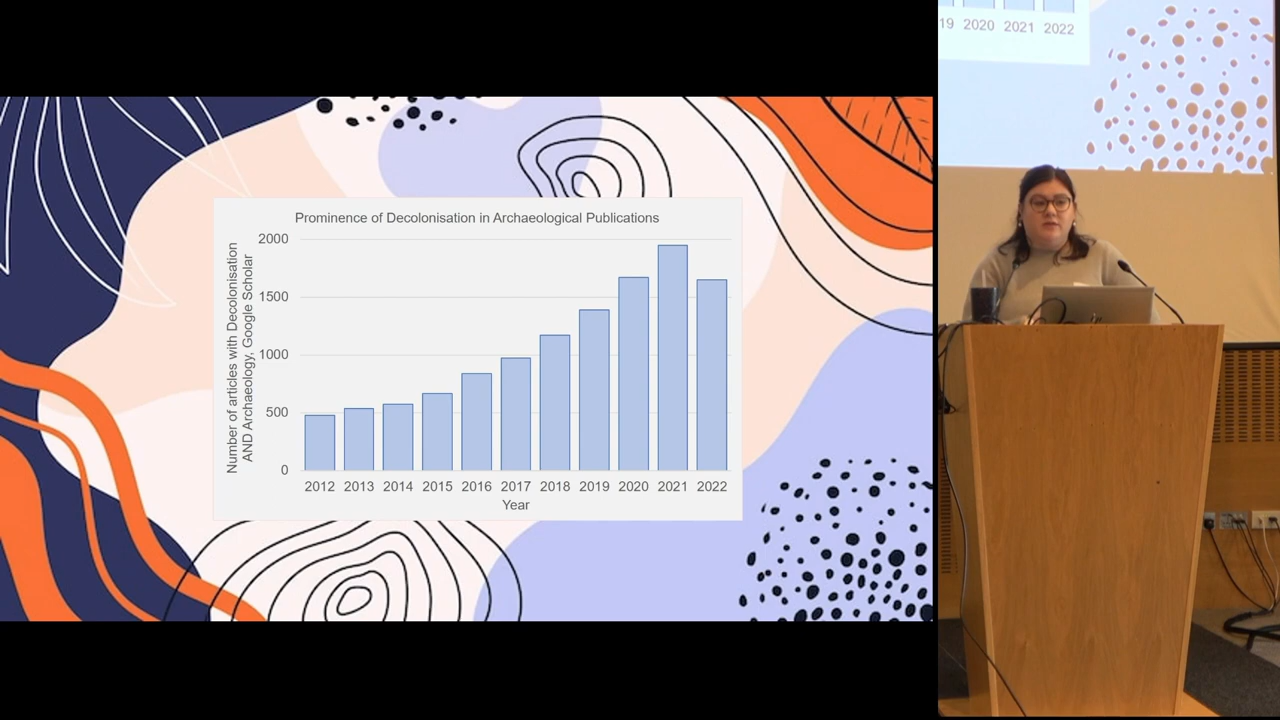 Prominence of Decolonisation in Archaeological Publications
Number of articles with Decolonisation
AND Archaeology, Google Scholar
2000
1500
1000
500
0
2012 2013 2014 2015 2016 2017 2018 2019 2020 2021 2022
Year
19 2020 2021 2022